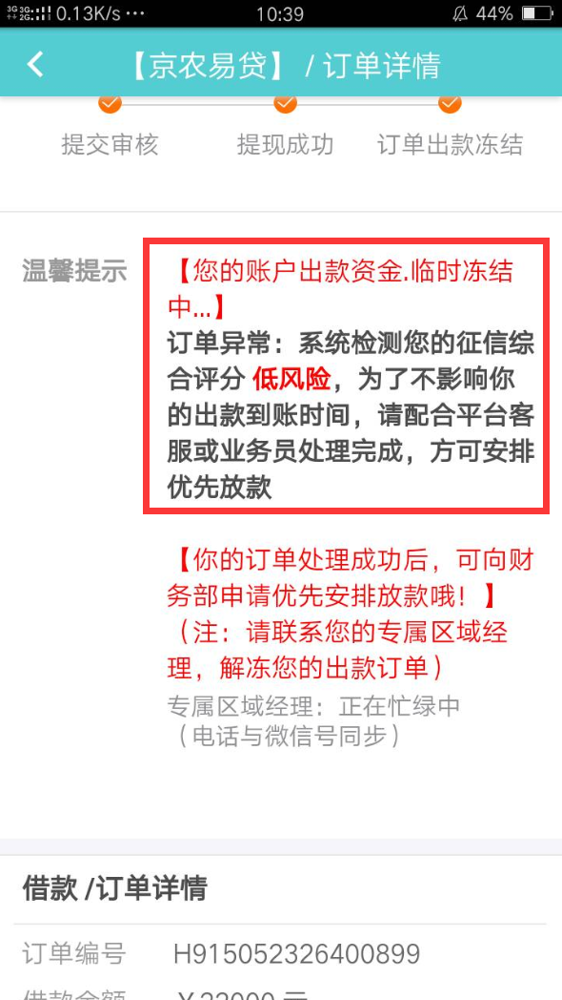 3G 3G 2G 0.13K/s ··· 10:39 44%
【京农易贷】 / 订单详情
提交审核 提现成功 订单出款冻结
温馨提示
【您的账户出款资金.临时冻结
中...】
订单异常：系统检测您的征信综
合评分 低风险，为了不影响你
的出款到账时间，请配合平台客
服或业务员处理完成，方可安排
优先放款
【你的订单处理成功后，可向财
务部申请优先安排放款哦！】
（注：请联系您的专属区域经
理，解冻您的出款订单）
专属区域经理：正在忙绿中
（电话与微信号同步）
借款 /订单详情
订单编号 H915052326400899
借款金额